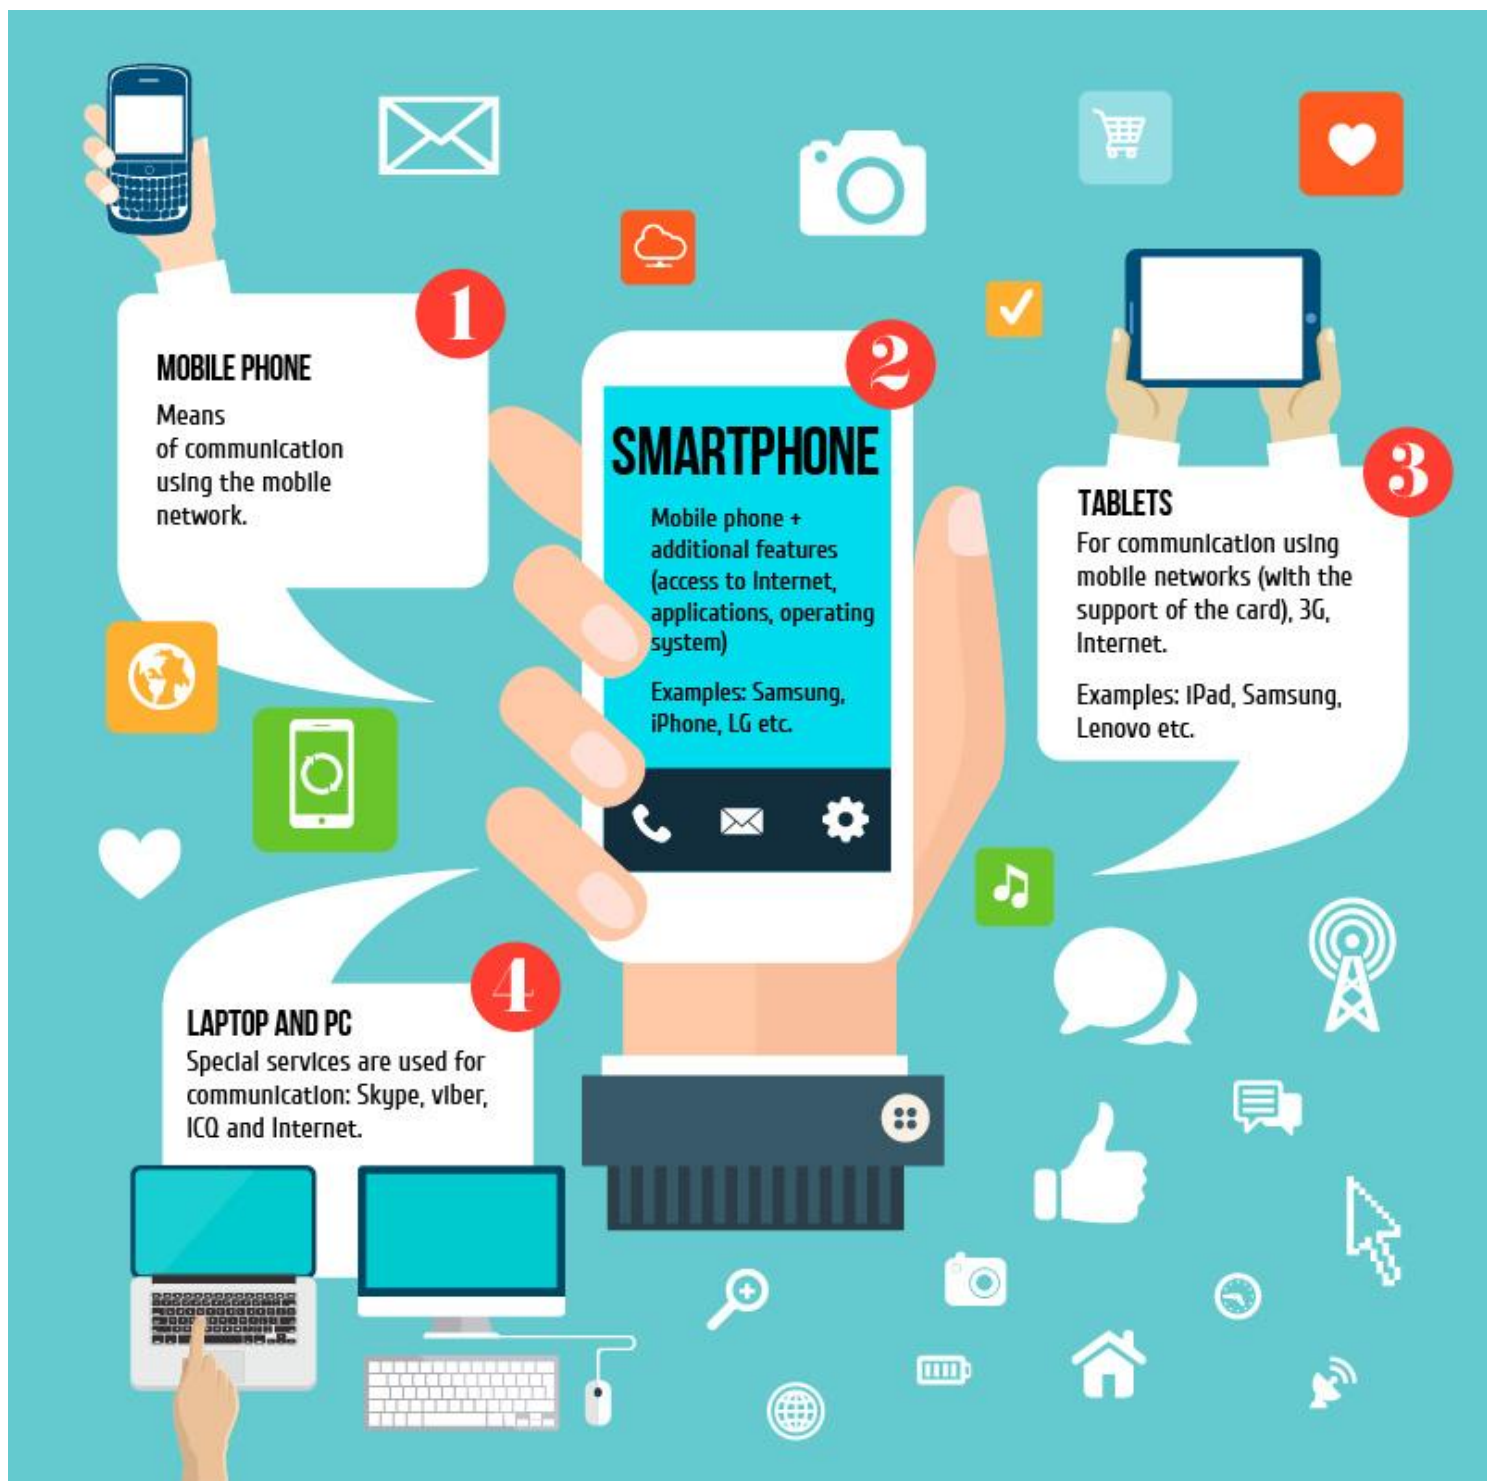 1
MOBILE PHONE
Means
of communication
using the mobile
network.
2
SMARTPHONE
Mobile phone +
additional features
(access to Internet,
applications, operating
system)
Examples: Samsung,
iPhone, LG etc.
3
TABLETS
For communication using
mobile networks (with the
support of the card), 3G,
Internet.
Examples: iPad, Samsung,
Lenovo etc.
4
LAPTOP AND PC
Special services are used for
communication: Skype, viber,
ICQ and Internet.